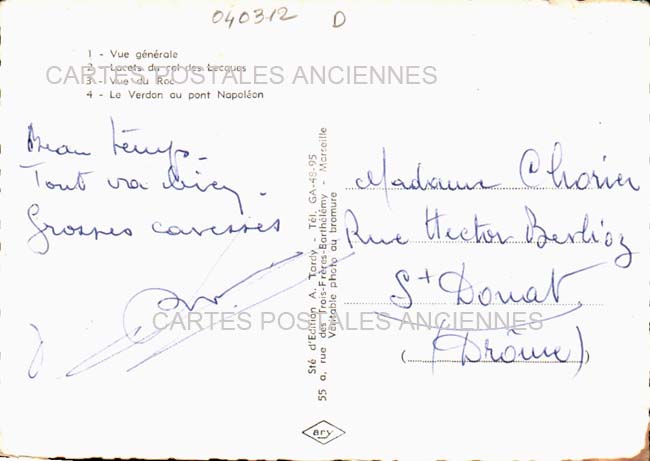 040312 D
1 - Vue générale
2 - Lacets du col des Lecques
3 - Vue du Roc
4 - Le Verdon au pont Napoléon
CARTES POSTALES ANCIENNES
Beau temps.
Tout va bien.
Grosses caresses
Sté d'Edition A. Tardy - Tél. GA-48-95
55 a, rue des Trois-Frères-Barthélémy - Marseille
Véritable photo au bromure
Madame Chorier
Rue Hector Berlioz
St Donat
(Drôme)
CARTES POSTALES ANCIENNES
ary